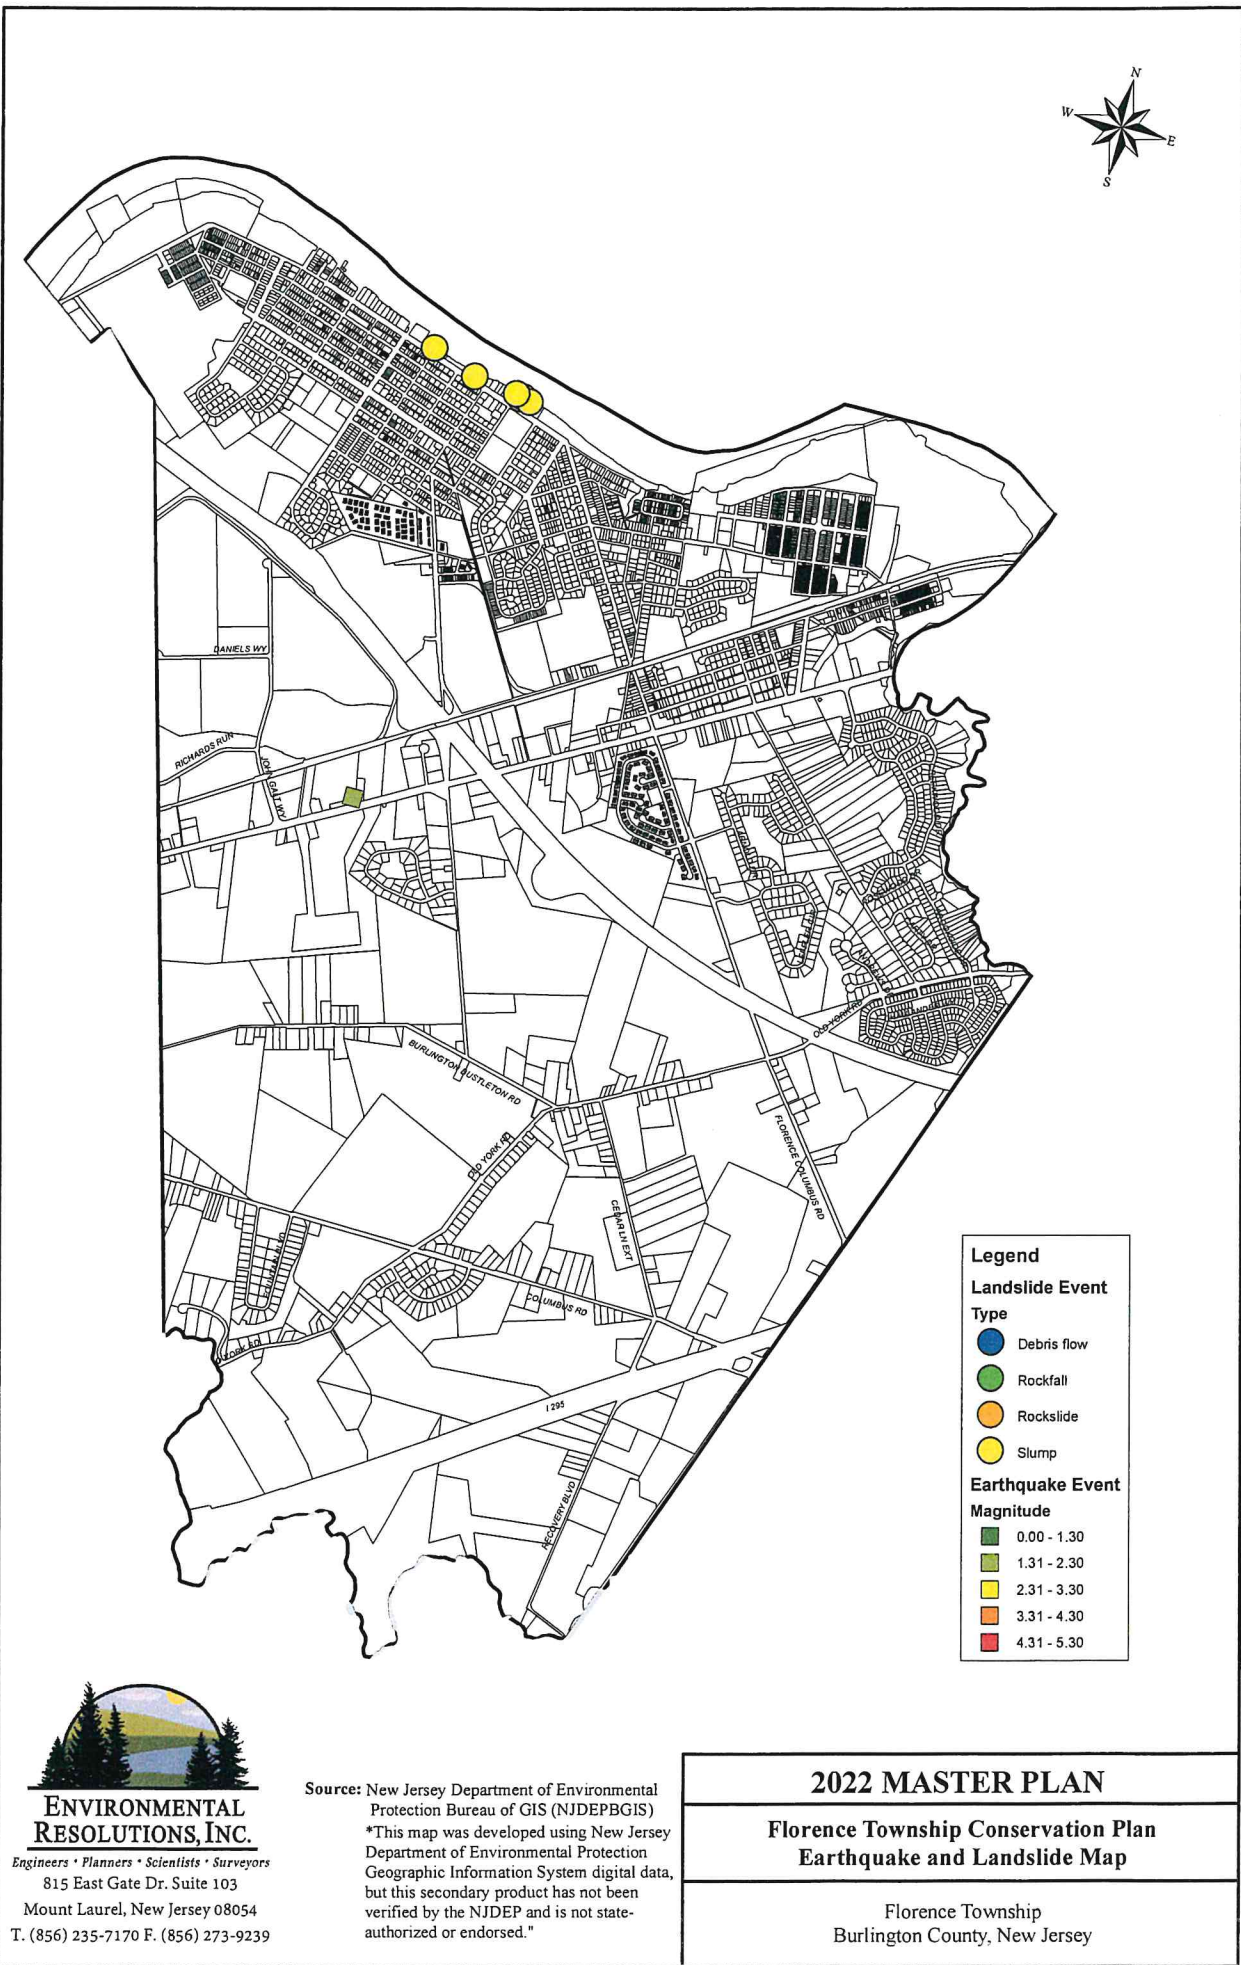 N
W
E
S
DANIELS WY
RICHARDS RUN
JOHN GALT WY
OLD YORK RD
BURLINGTON BUSTLETON RD
OLD YORK RD
FLORENCE COLUMBUS RD
CEDAR LN EXT
COLUMBUS RD
I 295
RECOVERY BLVD
Legend
Landslide Event
Type
Debris flow
Rockfall
Rockslide
Slump
Earthquake Event
Magnitude
0.00 - 1.30
1.31 - 2.30
2.31 - 3.30
3.31 - 4.30
4.31 - 5.30
ENVIRONMENTAL
RESOLUTIONS, INC.
Engineers • Planners • Scientists • Surveyors
815 East Gate Dr. Suite 103
Mount Laurel, New Jersey 08054
T. (856) 235-7170 F. (856) 273-9239
Source: New Jersey Department of Environmental
Protection Bureau of GIS (NJDEPBGIS)
*This map was developed using New Jersey
Department of Environmental Protection
Geographic Information System digital data,
but this secondary product has not been
verified by the NJDEP and is not state-
authorized or endorsed."
2022 MASTER PLAN
Florence Township Conservation Plan
Earthquake and Landslide Map
Florence Township
Burlington County, New Jersey